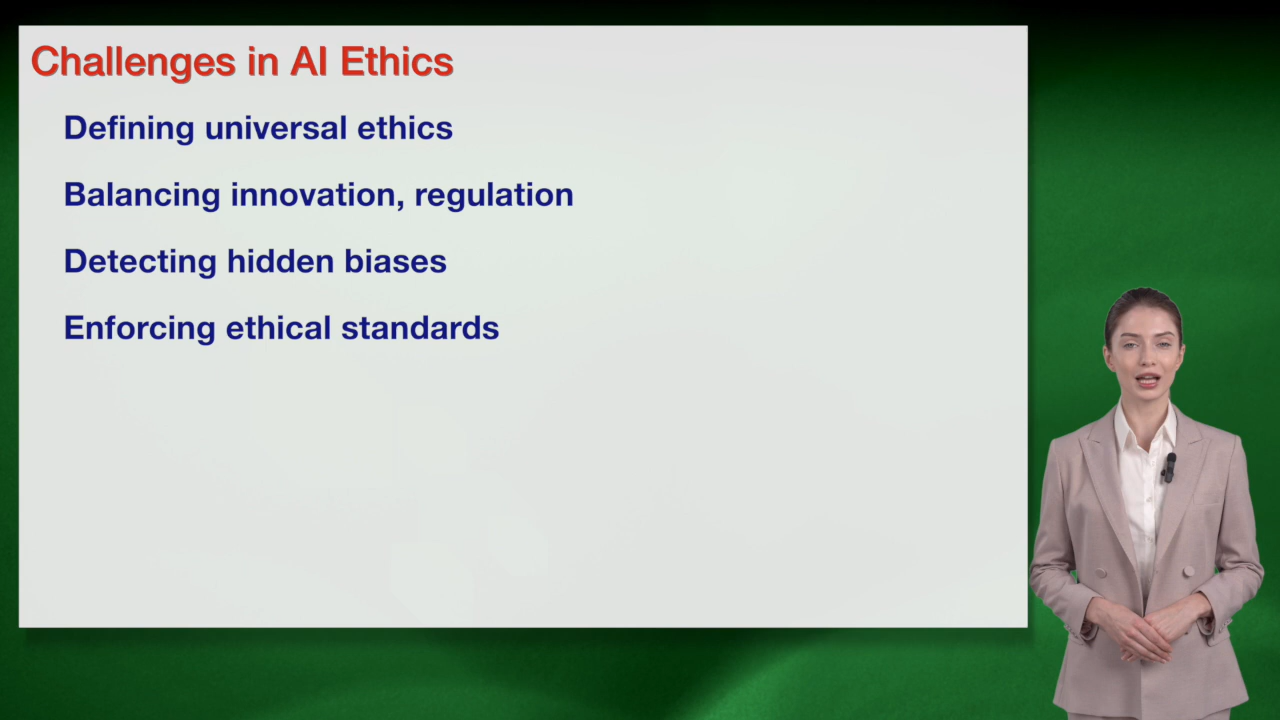 Challenges in AI Ethics
Defining universal ethics
Balancing innovation, regulation
Detecting hidden biases
Enforcing ethical standards